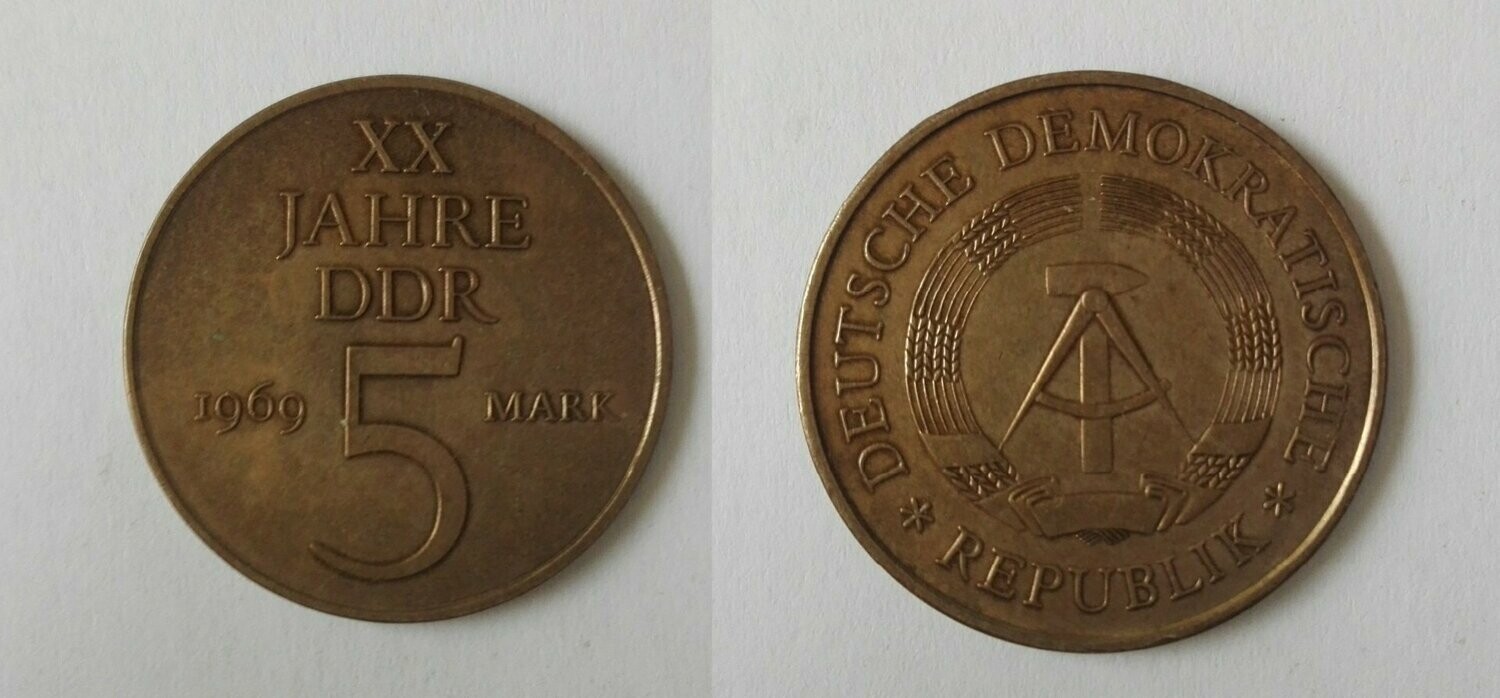 XX
JAHRE
DDR
1969 5 MARK
DEUTSCHE DEMOKRATISCHE
* REPUBLIK *